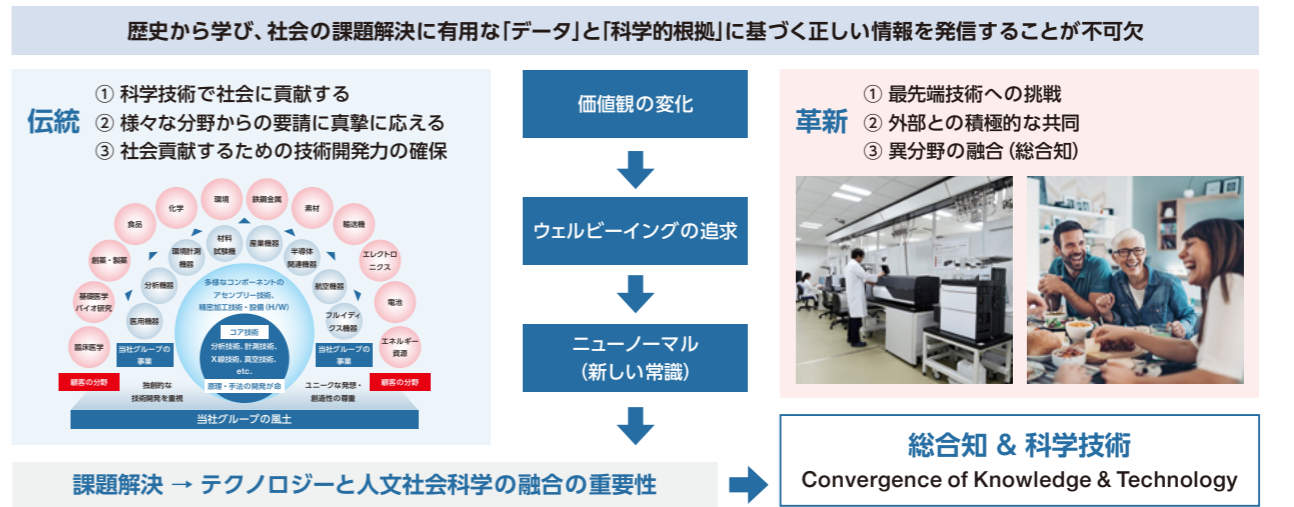 歴史から学び、社会の課題解決に有用な「データ」と「科学的根拠」に基づく正しい情報を発信することが不可欠
伝統
① 科学技術で社会に貢献する
② 様々な分野からの要請に真摯に応える
③ 社会貢献するための技術開発力の確保
臨床医学
基礎医学
バイオ研究
創薬・製薬
食品
化学
環境
鉄鋼金属
素材
輸送機
エレクトロ
ニクス
電池
エネルギー
資源
医用機器
分析機器
環境計測
機器
材料
試験機
産業機器
半導体
関連機器
航空機器
フルイディ
クス機器
多様なコンポーネントの
アセンブリー技術、
精密加工技術・設備(H/W)
コア技術
分析技術、計測技術、
X線技術、真空技術、
etc.
原理・手法の開発が命
当社グループの
事業
当社グループの
事業
顧客の分野
顧客の分野
独創的な
技術開発を重視
ユニークな発想・
創造性の尊重
当社グループの風土
価値観の変化
ウェルビーイングの追求
ニューノーマル
(新しい常識)
革新
① 最先端技術への挑戦
② 外部との積極的な共同
③ 異分野の融合(総合知)
課題解決 → テクノロジーと人文社会科学の融合の重要性
総合知 & 科学技術
Convergence of Knowledge & Technology